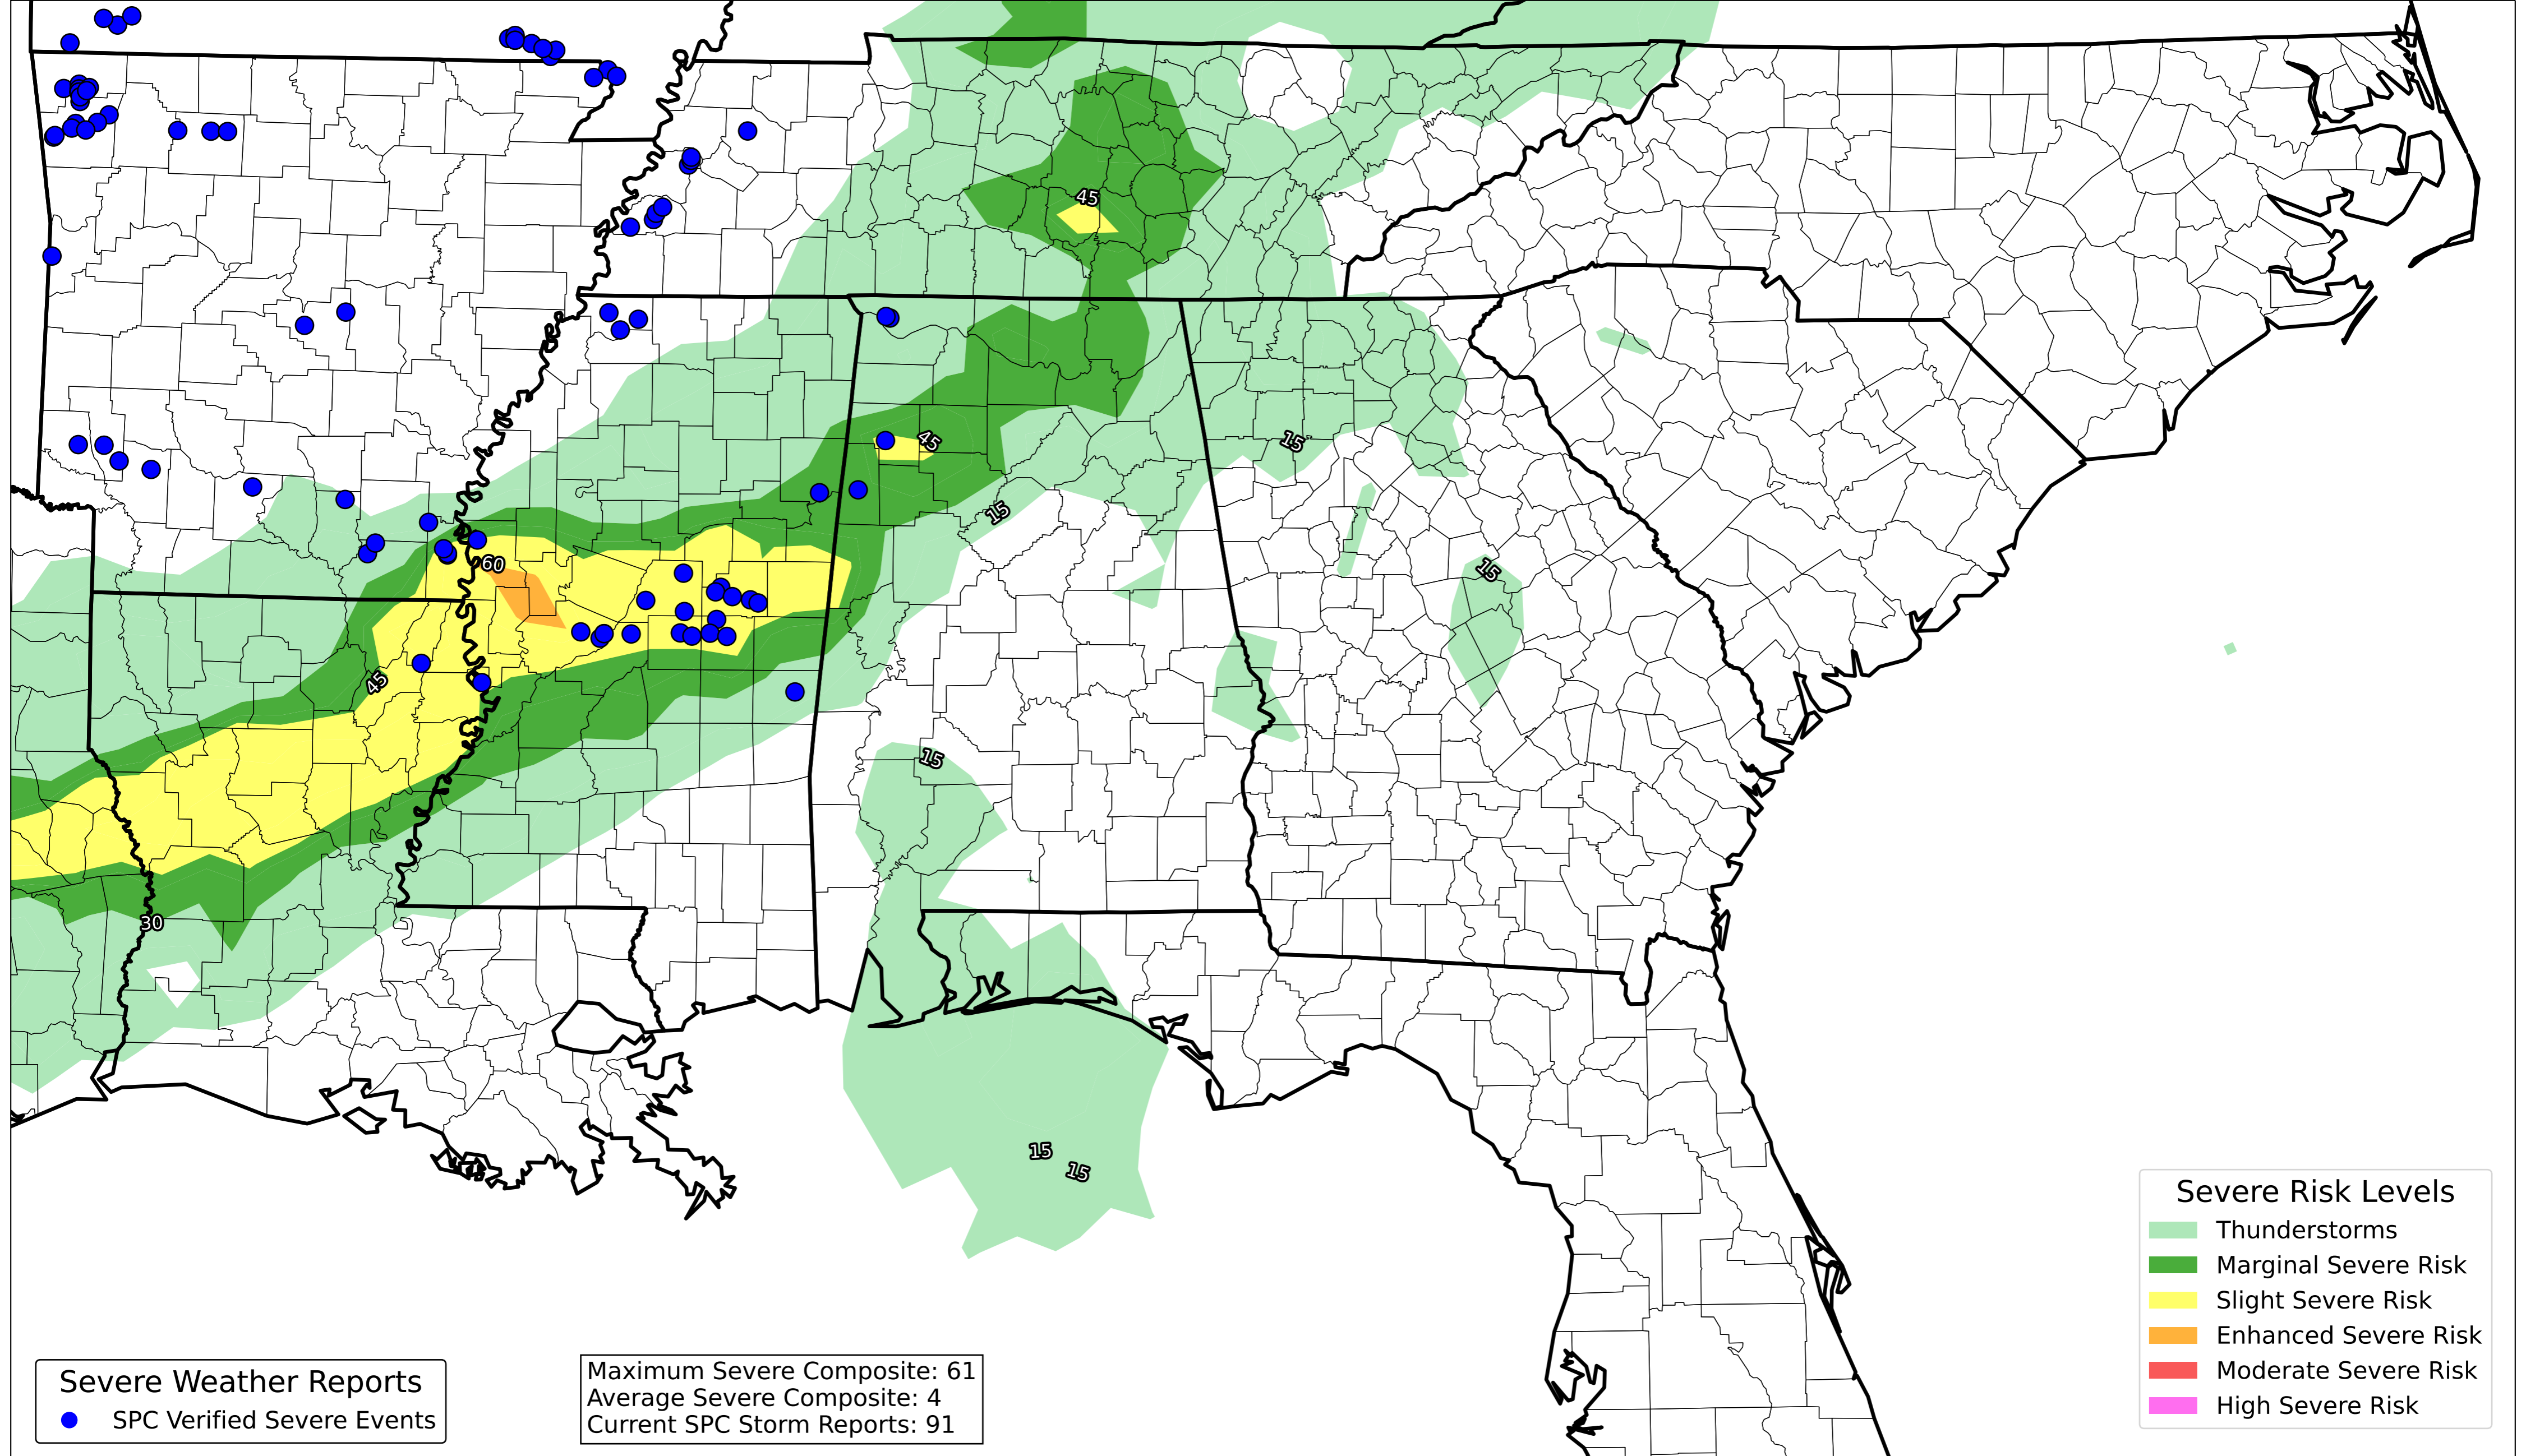 45
45
15
15
60
15
45
15
30
15
15
Severe Risk Levels
Thunderstorms
Marginal Severe Risk
Slight Severe Risk
Enhanced Severe Risk
Moderate Severe Risk
High Severe Risk
Severe Weather Reports
SPC Verified Severe Events
Maximum Severe Composite: 61
Average Severe Composite: 4
Current SPC Storm Reports: 91